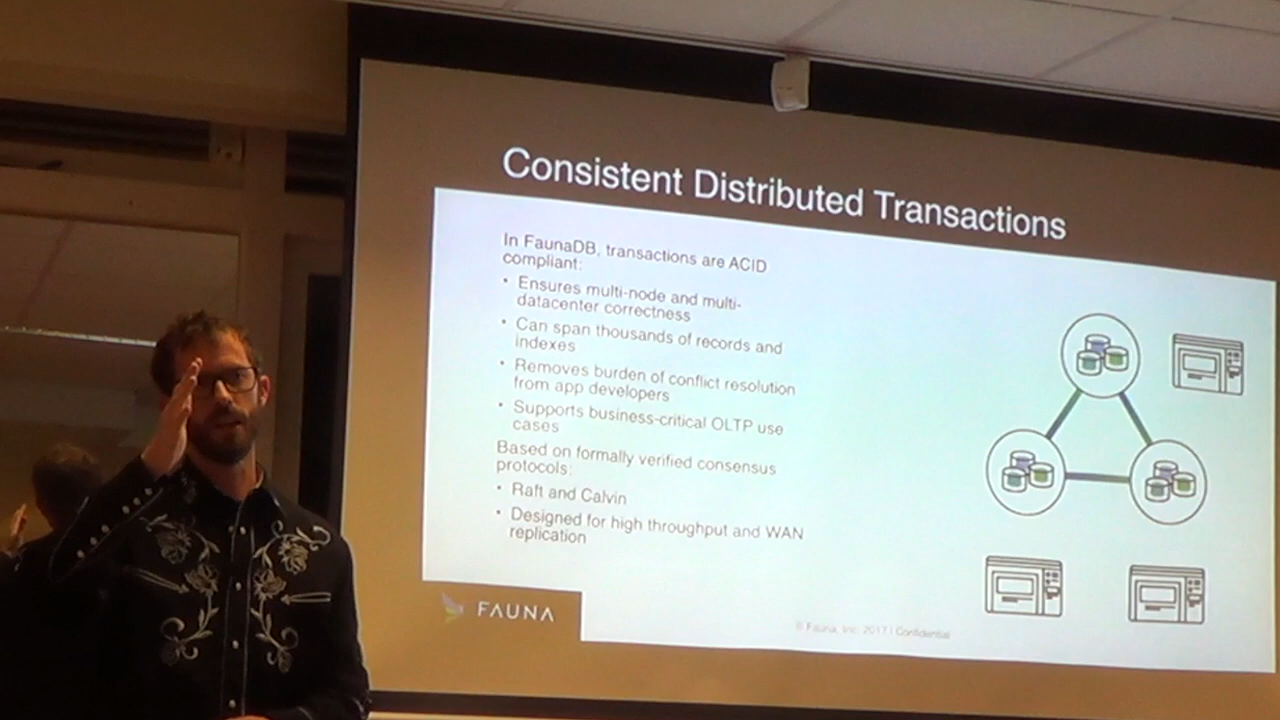 Consistent Distributed Transactions
In FaunaDB, transactions are ACID
compliant:
• Ensures multi-node and multi-
datacenter correctness
• Can span thousands of records and
indexes
• Removes burden of conflict resolution
from app developers
• Supports business-critical OLTP use
cases
Based on formally verified consensus
protocols:
• Raft and Calvin
• Designed for high throughput and WAN
replication
FAUNA
© Fauna, Inc. 2017 | Confidential